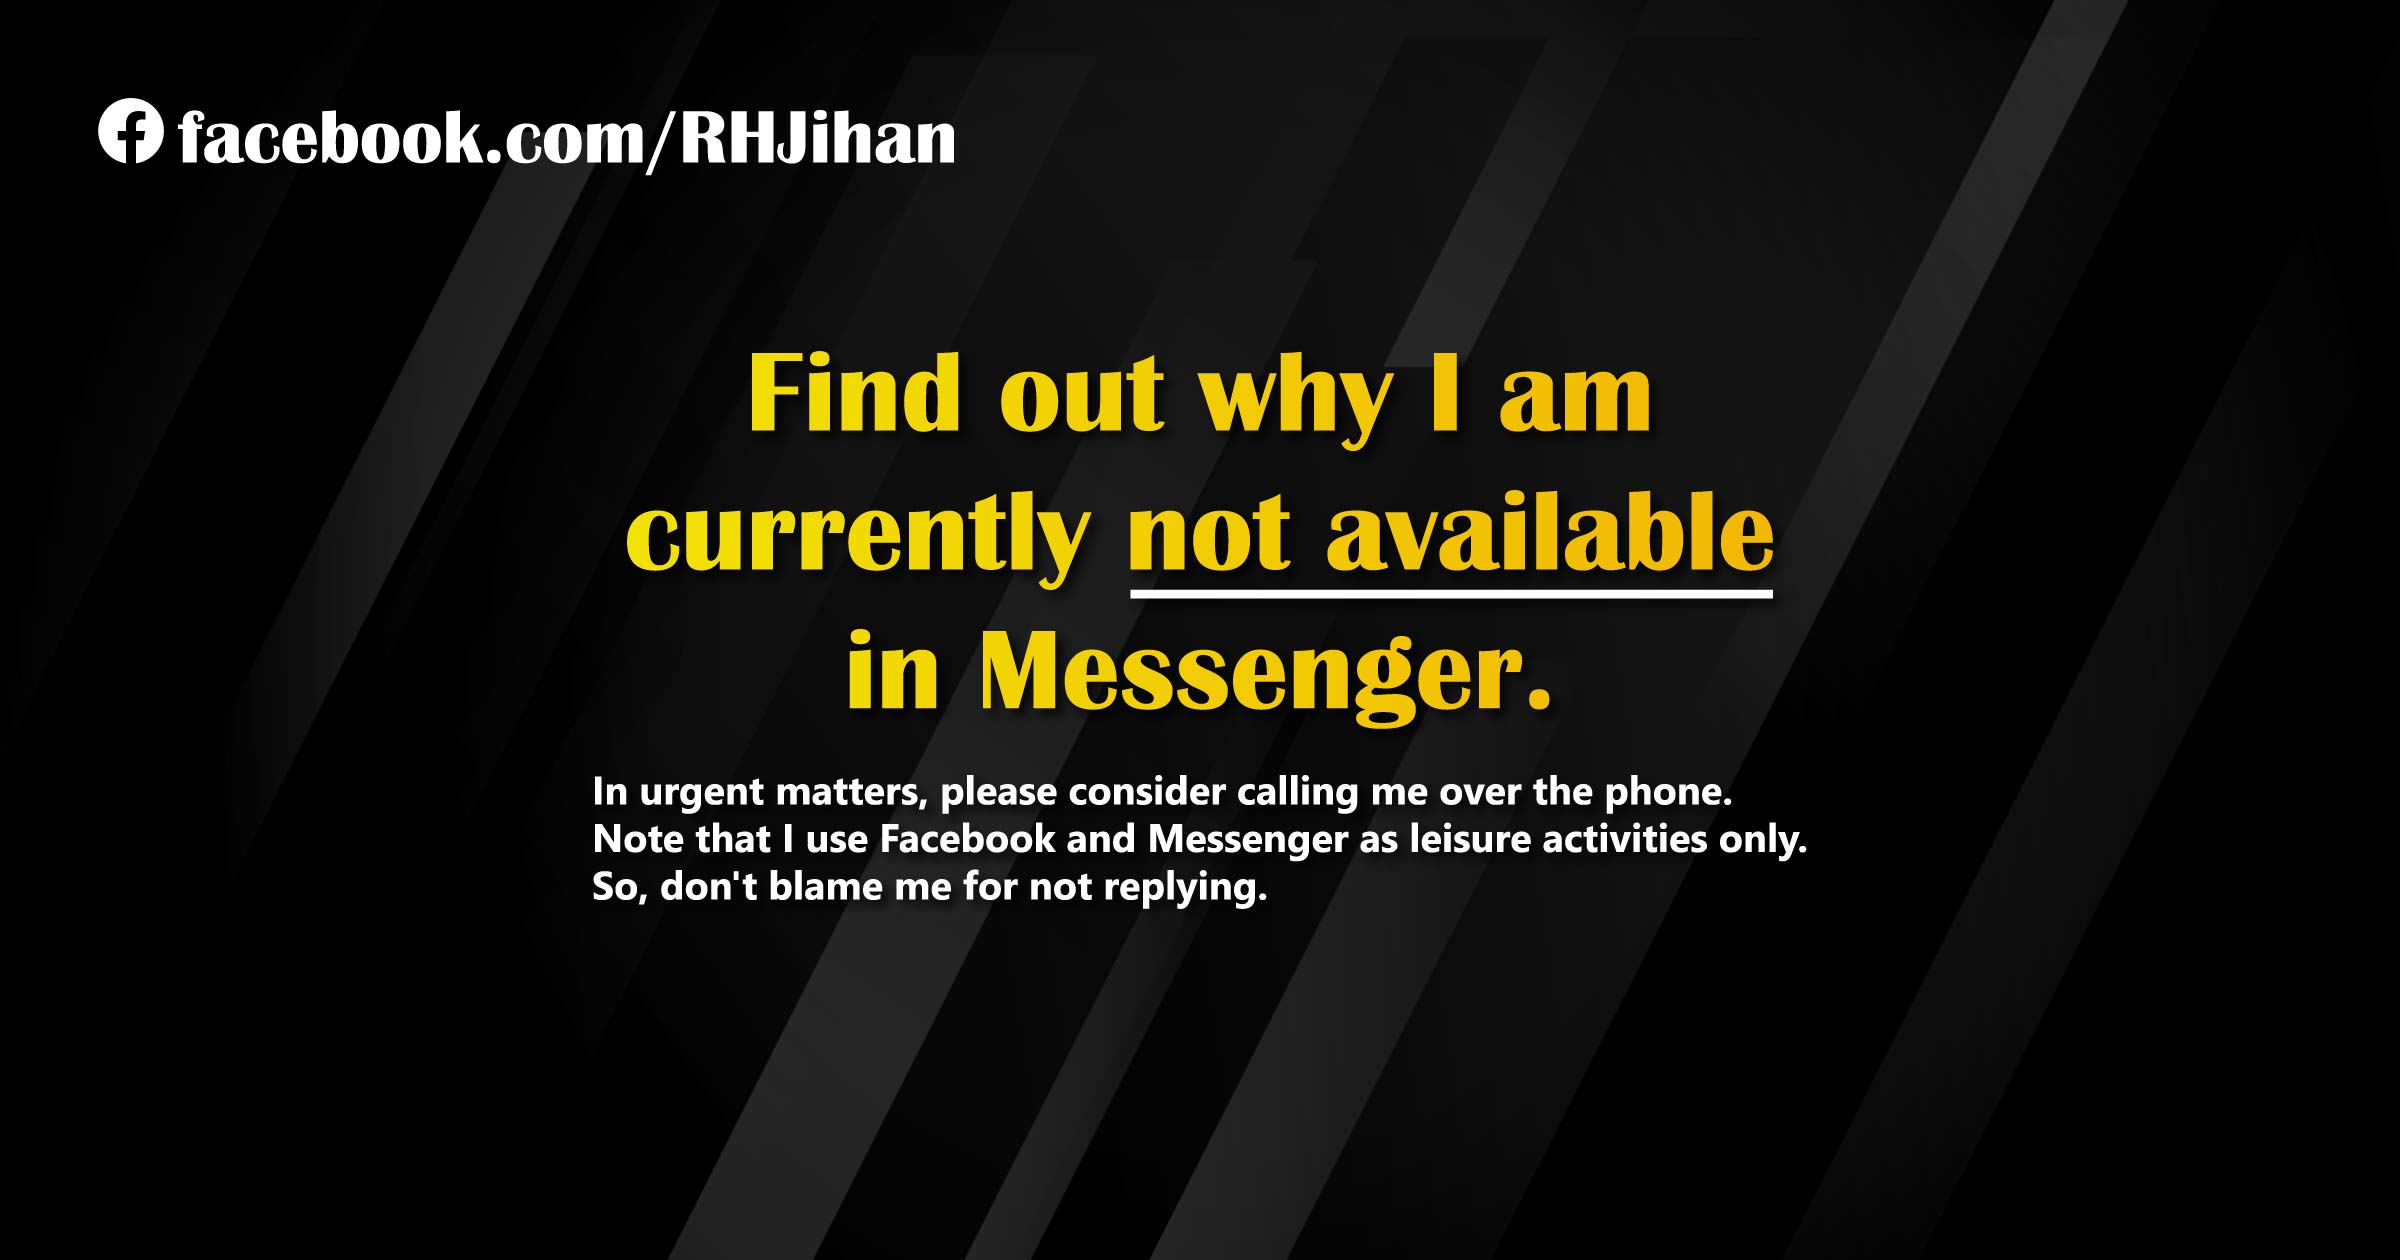 facebook.com/RHJihan
Find out why I am
currently not available
in Messenger.
In urgent matters, please consider calling me over the phone.
Note that I use Facebook and Messenger as leisure activities only.
So, don't blame me for not replying.